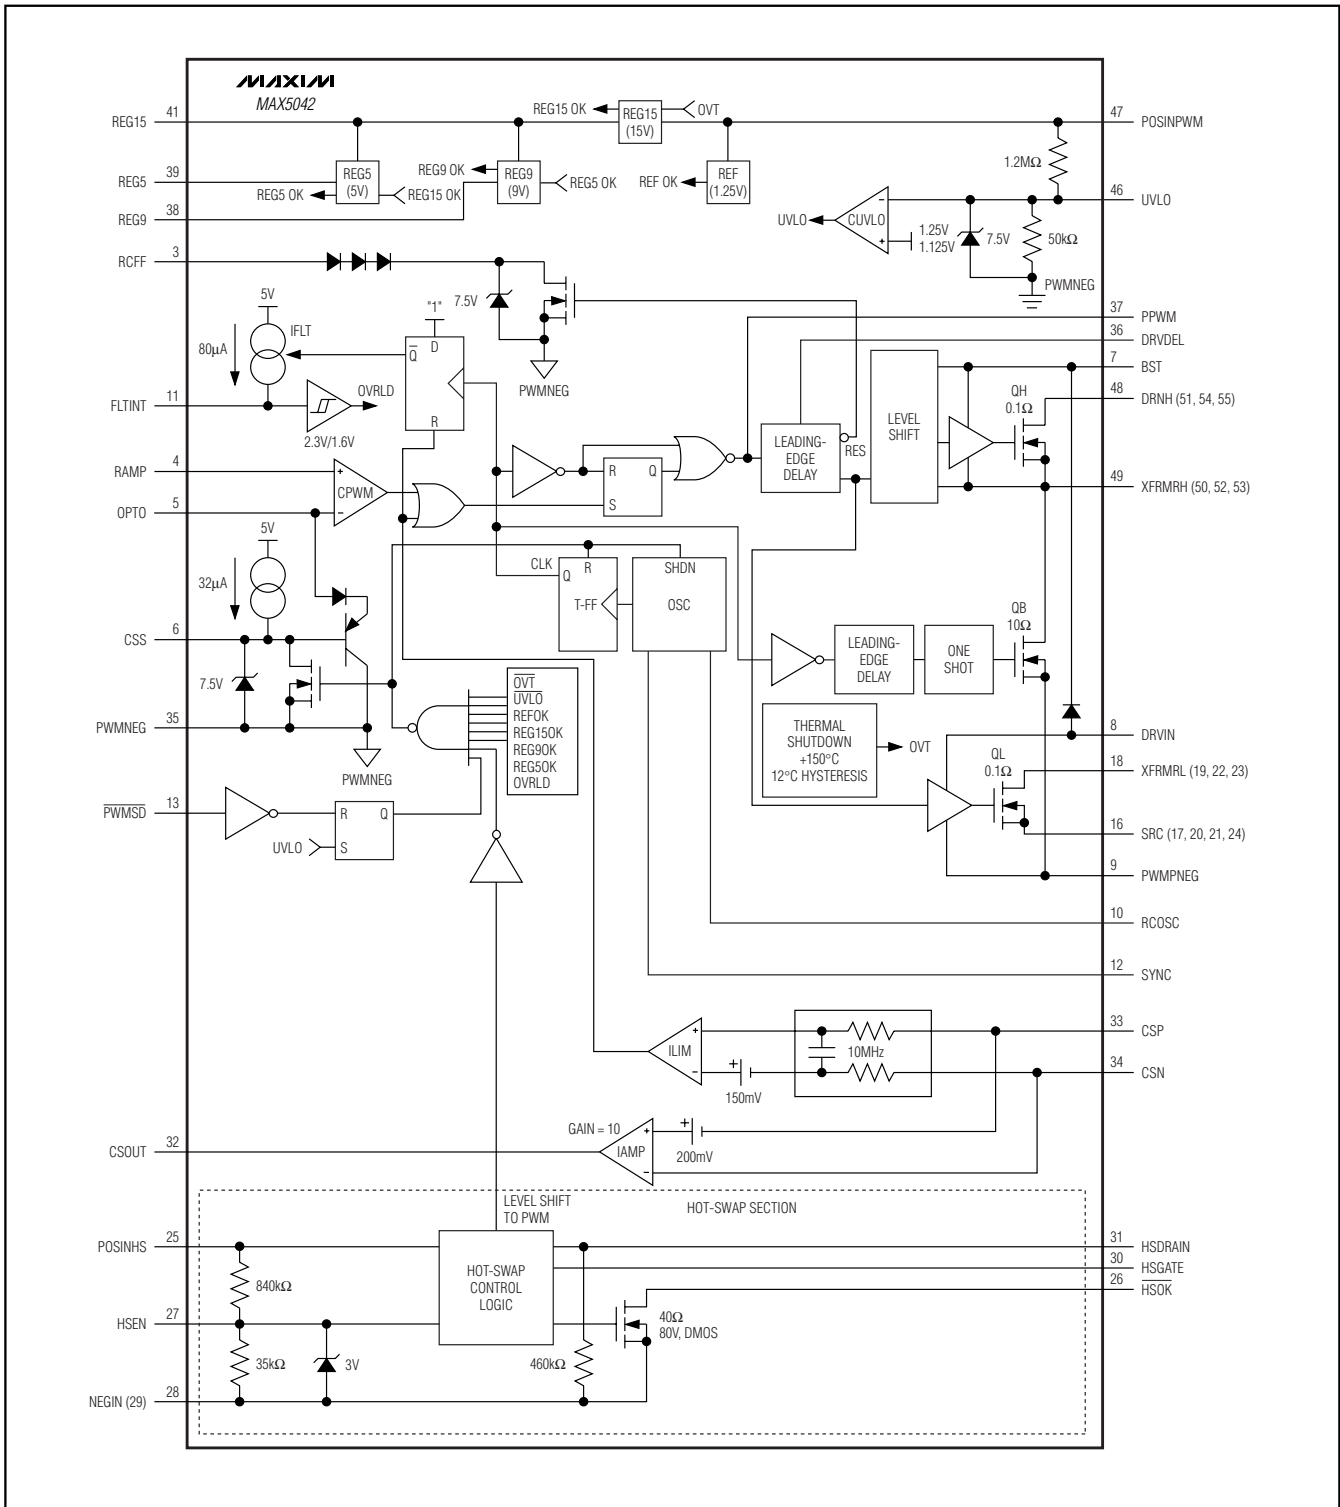 MAXIM
MAX5042
41
REG15
REG15 OK
REG15
(15V)
OVT
47
POSINPWM
39
REG5
REG5
(5V)
REG5 OK
REG15 OK
REG9 OK
REG9
(9V)
REG5 OK
REF OK
REF
(1.25V)
1.2MΩ
46
UVLO
38
REG9
UVLO
CUVLO
−
+
1.25V
1.125V
7.5V
50kΩ
PWMNEG
3
RCFF
7.5V
PWMNEG
5V
80µA
IFLT
"1"
D
Q̅
R
11
FLTINT
OVRLD
2.3V/1.6V
37
PPWM
36
DRVDEL
7
BST
48
DRNH (51, 54, 55)
QH
0.1Ω
LEVEL
SHIFT
LEADING-
EDGE
DELAY
RES
49
XFRMRH (50, 52, 53)
4
RAMP
+
CPWM
−
5
OPTO
R
Q
S
5V
32µA
CLK
Q
R
T-FF
SHDN
OSC
6
CSS
7.5V
35
PWMNEG
PWMNEG
QB
10Ω
LEADING-
EDGE
DELAY
ONE
SHOT
O̅V̅T̅
U̅V̅L̅O̅
REFOK
REG15OK
REG9OK
REG5OK
OVRLD
THERMAL
SHUTDOWN
+150°C
12°C HYSTERESIS
OVT
8
DRVIN
QL
0.1Ω
18
XFRMRL (19, 22, 23)
16
SRC (17, 20, 21, 24)
9
PWMPNEG
13
P̅W̅M̅S̅D̅
R
Q
S
UVLO
10
RCOSC
12
SYNC
33
CSP
34
CSN
+
ILIM
−
+
150mV
10MHz
32
CSOUT
GAIN = 10
+
IAMP
−
+
200mV
LEVEL SHIFT
TO PWM
HOT-SWAP SECTION
25
POSINHS
840kΩ
HOT-SWAP
CONTROL
LOGIC
31
HSDRAIN
30
HSGATE
26
H̅S̅O̅K̅
27
HSEN
35kΩ
3V
460kΩ
40Ω
80V, DMOS
28
NEGIN (29)